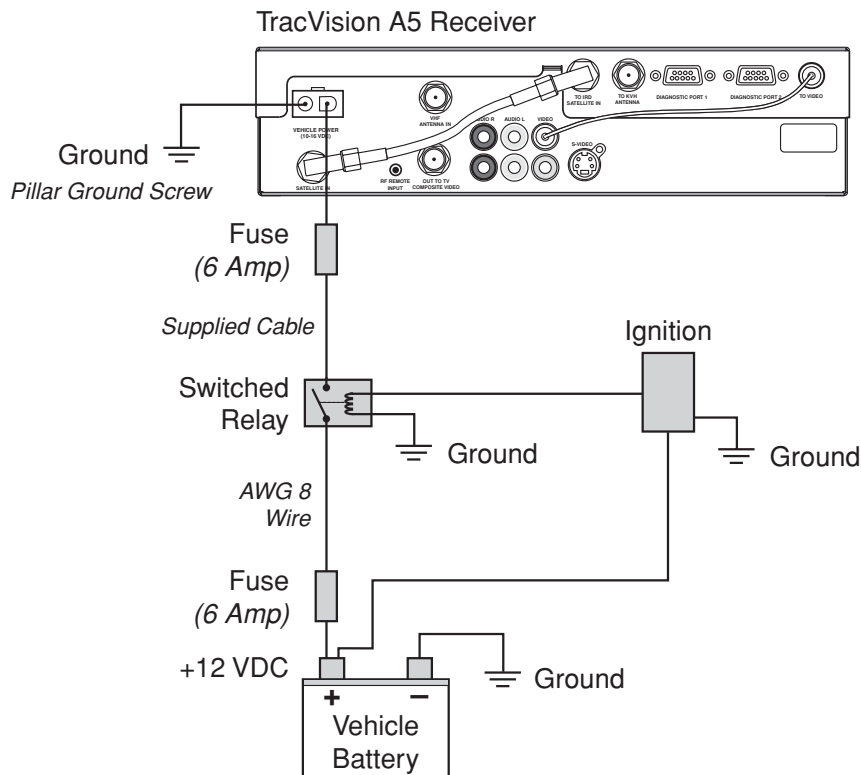 TracVision A5 Receiver
TO IRD
SATELLITE IN
TO KVH
ANTENNA
DIAGNOSTIC PORT 1
DIAGNOSTIC PORT 2
TO VIDEO
VEHICLE POWER
(10-16 VDC)
VHF
ANTENNA IN
UDIO R
AUDIO L
VIDEO
S-VIDEO
SATELLITE IN
RF REMOTE
INPUT
OUT TO TV
COMPOSITE VIDEO
Ground
Pillar Ground Screw
Fuse
(6 Amp)
Supplied Cable
Ignition
Switched
Relay
Ground
Ground
AWG 8
Wire
Fuse
(6 Amp)
+12 VDC
Ground
+ −
Vehicle
Battery